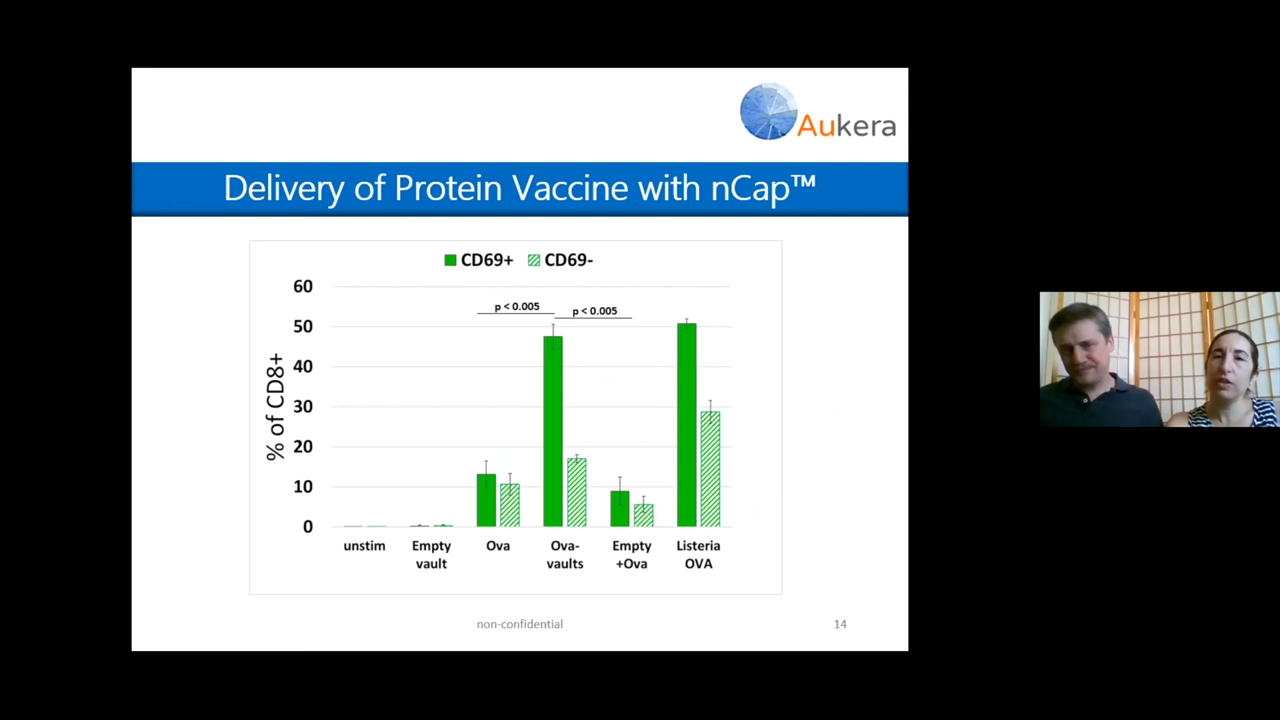 Aukera
Delivery of Protein Vaccine with nCap™
CD69+ CD69-
60
50
40
30
20
10
0
% of CD8+
p < 0.005
p < 0.005
unstim
Empty
vault
Ova
Ova-
vaults
Empty
+Ova
Listeria
OVA
non-confidential
14